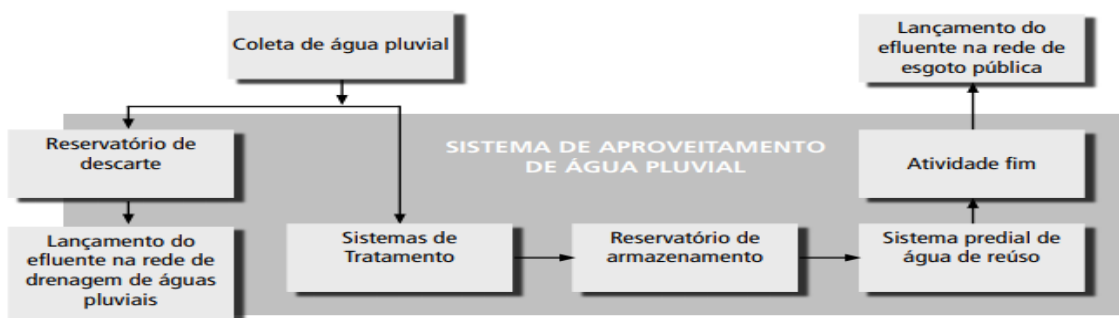 Coleta de água pluvial
Lançamento do
efluente na rede de
esgoto pública
Reservatório de
descarte
SISTEMA DE APROVEITAMENTO
DE ÁGUA PLUVIAL
Atividade fim
Lançamento do
efluente na rede de
drenagem de águas
pluviais
Sistemas de
Tratamento
Reservatório de
armazenamento
Sistema predial de
água de reúso